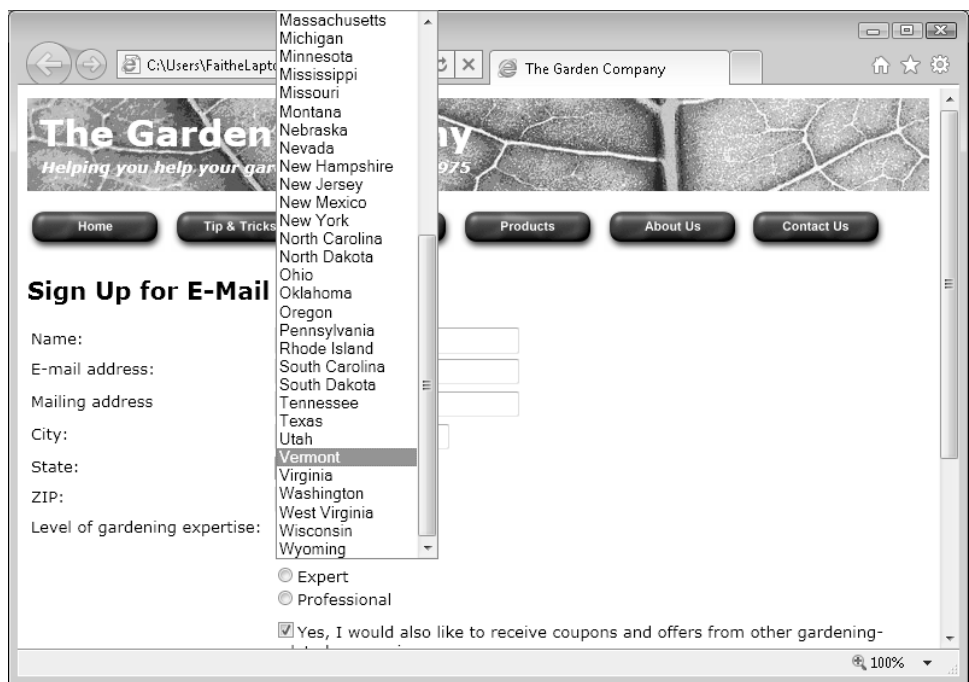 C:\Users\FaitheLapto
The Garden Company
The Garden
y
Helping you help your gar
975
Home
Tip & Tricks
Products
About Us
Contact Us
Sign Up for E-Mail
Name:
E-mail address:
Mailing address
City:
State:
ZIP:
Level of gardening expertise:
Massachusetts
Michigan
Minnesota
Mississippi
Missouri
Montana
Nebraska
Nevada
New Hampshire
New Jersey
New Mexico
New York
North Carolina
North Dakota
Ohio
Oklahoma
Oregon
Pennsylvania
Rhode Island
South Carolina
South Dakota
Tennessee
Texas
Utah
Vermont
Virginia
Washington
West Virginia
Wisconsin
Wyoming
Expert
Professional
Yes, I would also like to receive coupons and offers from other gardening-
100%